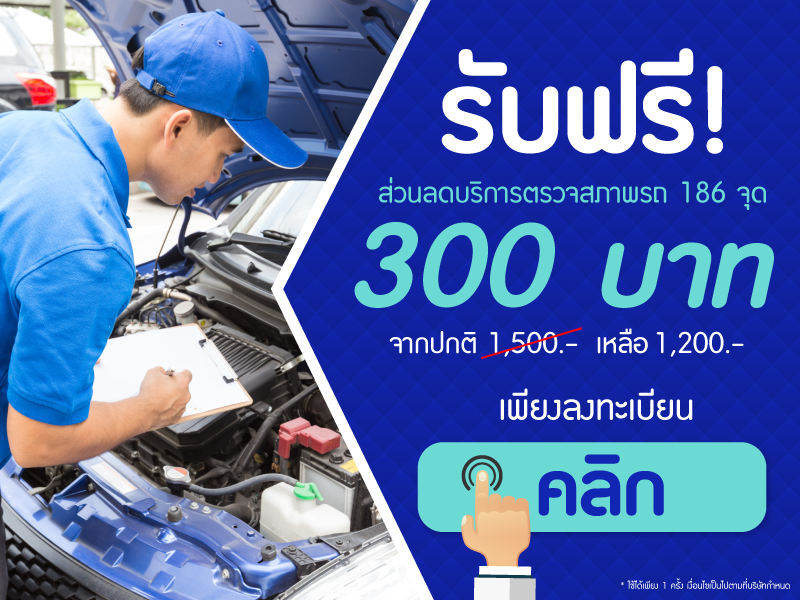 รับฟรี!
ส่วนลดบริการตรวจสภาพรถ 186 จุด
300 บาท
จากปกติ 1,500.- เหลือ 1,200.-
เพียงลงทะเบียน
คลิก
* ใช้ได้เพียง 1 ครั้ง เงื่อนไขเป็นไปตามที่บริษัทกำหนด